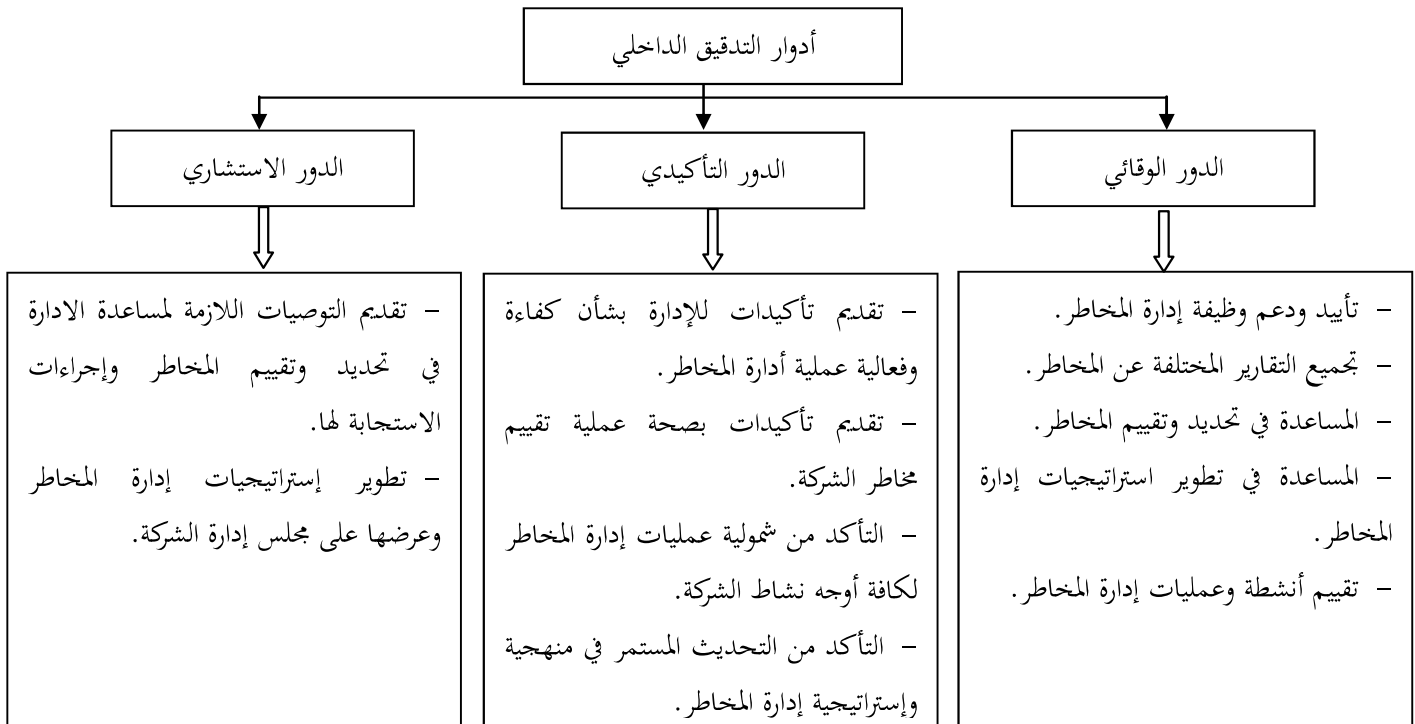 أدوار التدقيق الداخلي
الدور الوقائي
الدور التأكيدي
الدور الاستشاري
- تأييد ودعم وظيفة إدارة المخاطر.
- تجميع التقارير المختلفة عن المخاطر.
- المساعدة في تحديد وتقييم المخاطر.
- المساعدة في تطوير استراتيجيات إدارة
المخاطر.
- تقييم أنشطة وعمليات إدارة المخاطر.
- تقديم تأكيدات للإدارة بشأن كفاءة
وفعالية عملية أدارة المخاطر.
- تقديم تأكيدات بصحة عملية تقييم
مخاطر الشركة.
- التأكد من شمولية عمليات إدارة المخاطر
لكافة أوجه نشاط الشركة.
- التأكد من التحديث المستمر في منهجية
وإستراتيجية إدارة المخاطر.
- تقديم التوصيات اللازمة لمساعدة الادارة
في تحديد وتقييم المخاطر وإجراءات
الاستجابة لها.
- تطوير إستراتيجيات إدارة المخاطر
وعرضها على مجلس إدارة الشركة.